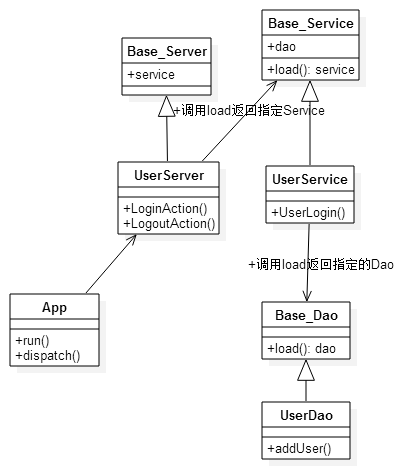 Base_Service
+dao
+load(): service
Base_Server
+service
+调用load返回指定Service
UserServer
+LoginAction()
+LogoutAction()
UserService
+UserLogin()
+调用load返回指定的Dao
App
+run()
+dispatch()
Base_Dao
+load(): dao
UserDao
+addUser()